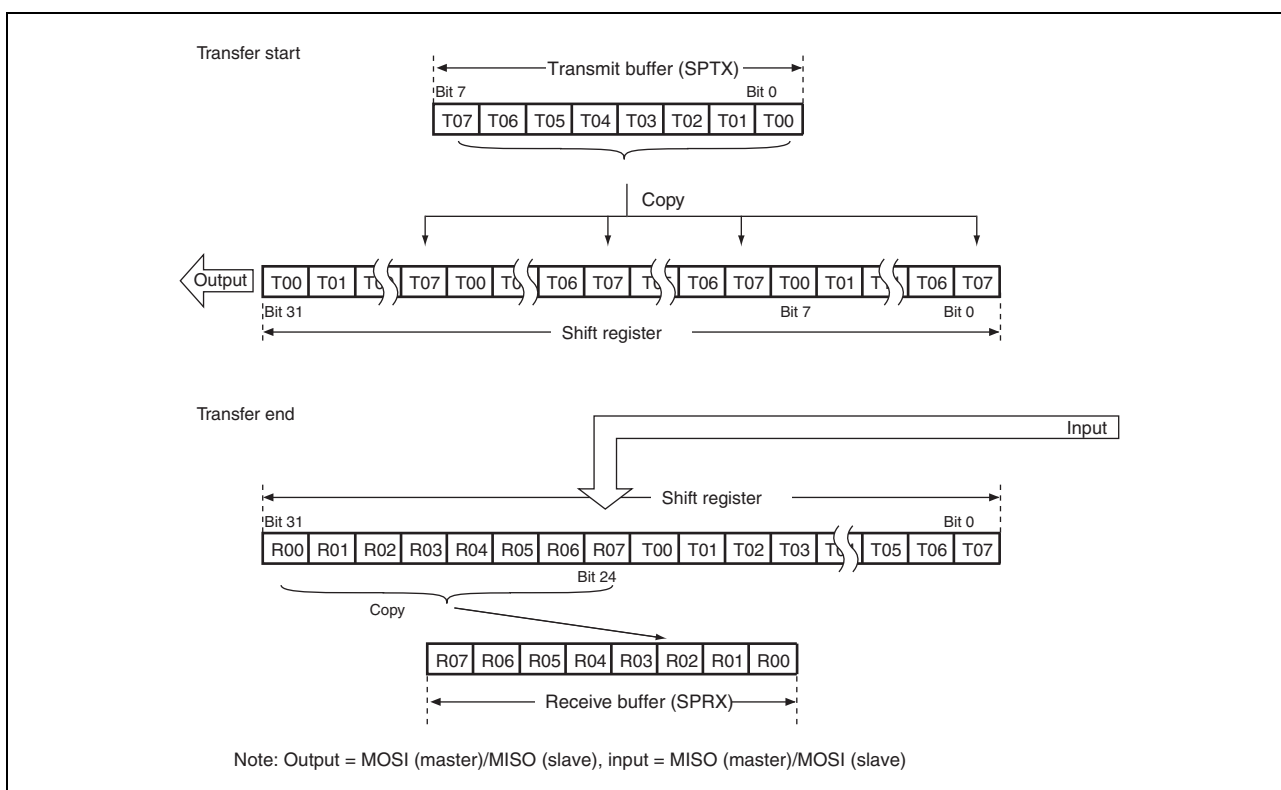 Transfer start
Transmit buffer (SPTX)
Bit 7 Bit 0
T07 T06 T05 T04 T03 T02 T01 T00
Copy
Output
T00 T01 T07 T00 T06 T07 T06 T07 T00 T01 T06 T07
Bit 31 Bit 7 Bit 0
Shift register
Transfer end
Input
Shift register
Bit 31 Bit 0
R00 R01 R02 R03 R04 R05 R06 R07 T00 T01 T02 T03 T05 T06 T07
Bit 24
Copy
R07 R06 R05 R04 R03 R02 R01 R00
Receive buffer (SPRX)
Note: Output = MOSI (master)/MISO (slave), input = MISO (master)/MOSI (slave)